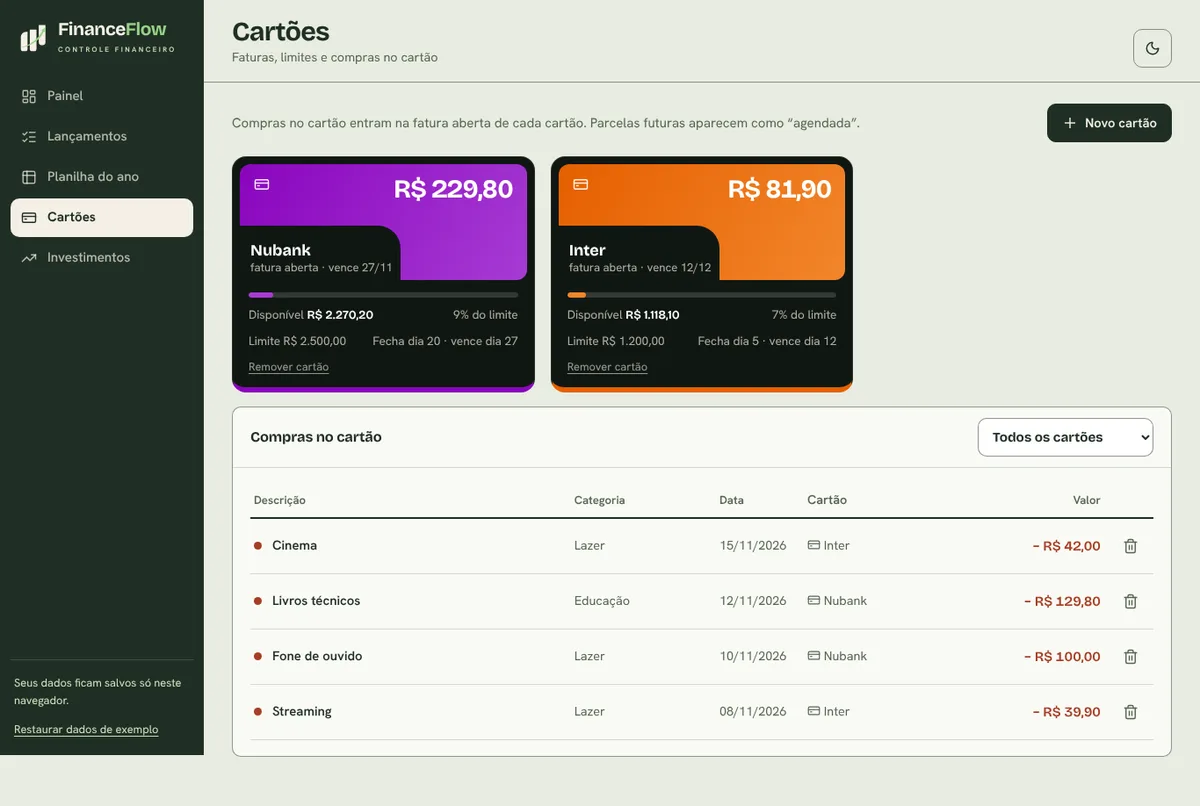 FinanceFlow
CONTROLE FINANCEIRO
Painel
Lançamentos
Planilha do ano
Cartões
Investimentos
Seus dados ficam salvos só neste
navegador.
Restaurar dados de exemplo
Cartões
Faturas, limites e compras no cartão
Compras no cartão entram na fatura aberta de cada cartão. Parcelas futuras aparecem como “agendada”.
+ Novo cartão
R$ 229,80
Nubank
fatura aberta · vence 27/11
Disponível R$ 2.270,20 9% do limite
Limite R$ 2.500,00 Fecha dia 20 · vence dia 27
Remover cartão
R$ 81,90
Inter
fatura aberta · vence 12/12
Disponível R$ 1.118,10 7% do limite
Limite R$ 1.200,00 Fecha dia 5 · vence dia 12
Remover cartão
Compras no cartão
Todos os cartões
Descrição Categoria Data Cartão Valor
Cinema Lazer 15/11/2026 Inter − R$ 42,00
Livros técnicos Educação 12/11/2026 Nubank − R$ 129,80
Fone de ouvido Lazer 10/11/2026 Nubank − R$ 100,00
Streaming Lazer 08/11/2026 Inter − R$ 39,90